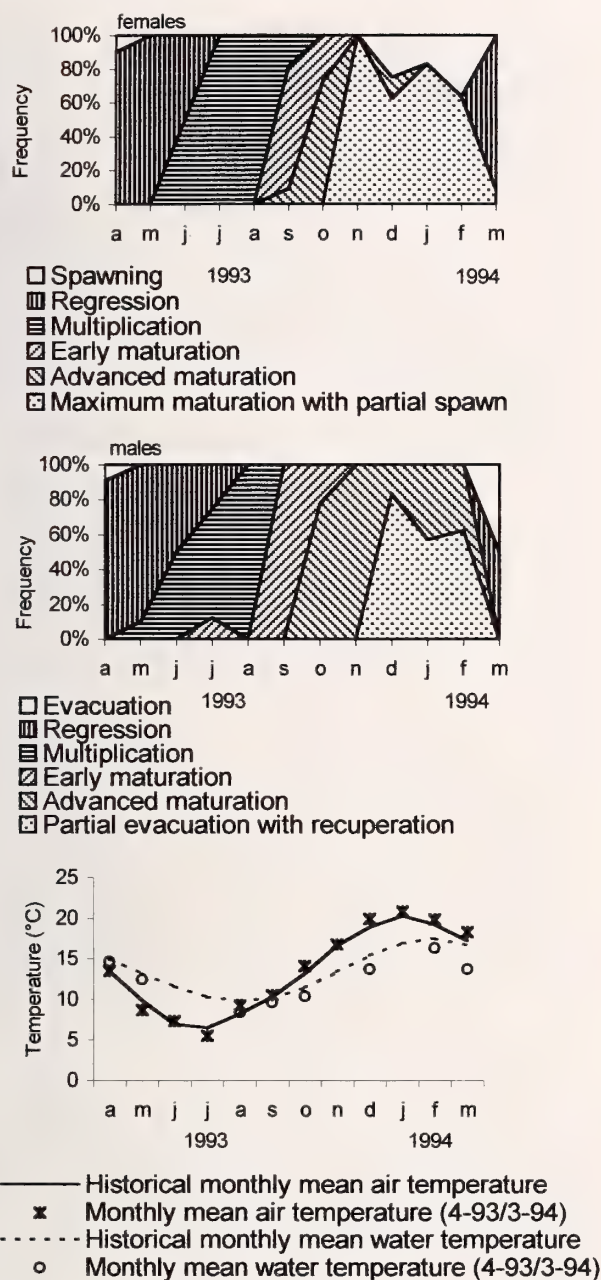 females
100%
80%
60%
40%
20%
0%
Frequency
a m j j a s o n d j f m
1993 1994
Spawning
Regression
Multiplication
Early maturation
Advanced maturation
Maximum maturation with partial spawn
males
100%
80%
60%
40%
20%
0%
Frequency
a m j j a s o n d j f m
1993 1994
Evacuation
Regression
Multiplication
Early maturation
Advanced maturation
Partial evacuation with recuperation
25
20
15
10
5
0
Temperature (°C)
a m j j a s o n d j f m
1993 1994
Historical monthly mean air temperature
Monthly mean air temperature (4-93/3-94)
Historical monthly mean water temperature
Monthly mean water temperature (4-93/3-94)